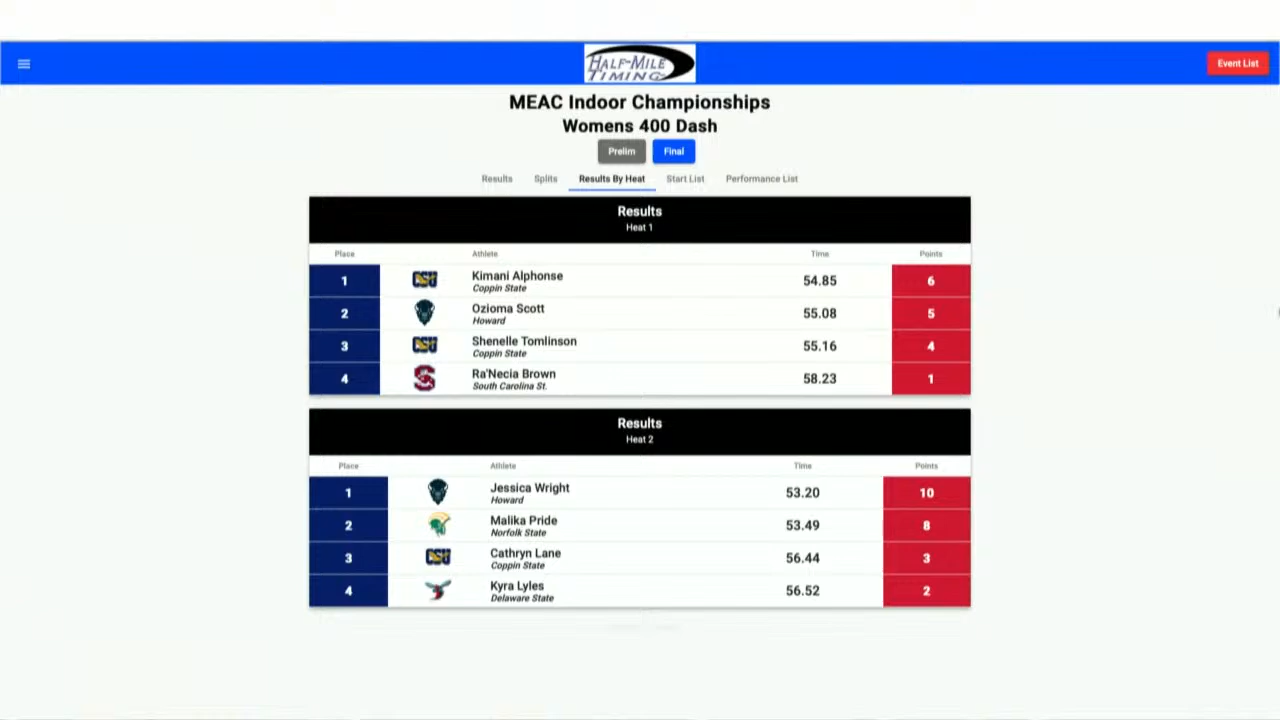 HALF-MILE
TIMING
Event List
MEAC Indoor Championships
Womens 400 Dash
Prelim Final
Results Splits Results By Heat Start List Performance List
Results
Heat 1
Place Athlete Time Points
1 CSU Kimani Alphonse 54.85 6
Coppin State
2 Ozioma Scott 55.08 5
Howard
3 CSU Shenelle Tomlinson 55.16 4
Coppin State
4 Ra'Necia Brown 58.23 1
South Carolina St.
Results
Heat 2
Place Athlete Time Points
1 Jessica Wright 53.20 10
Howard
2 Malika Pride 53.49 8
Norfolk State
3 CSU Cathryn Lane 56.44 3
Coppin State
4 Kyra Lyles 56.52 2
Delaware State